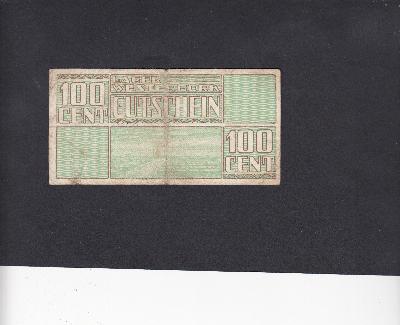 100
CENT
LAGER
WESTERBORK
GUTSCHEIN
100
CENT